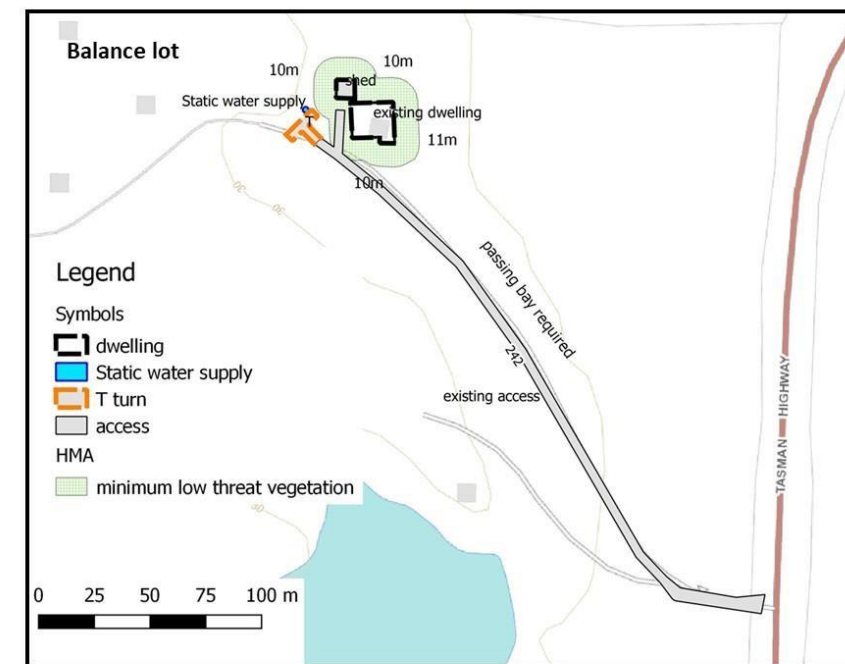 Balance lot
10m
10m
shed
Static water supply
T
existing dwelling
11m
10m
30
30
passing bay required
242
existing access
TASMAN HIGHWAY
Legend
Symbols
dwelling
Static water supply
T turn
access
HMA
minimum low threat vegetation
0 25 50 75 100 m